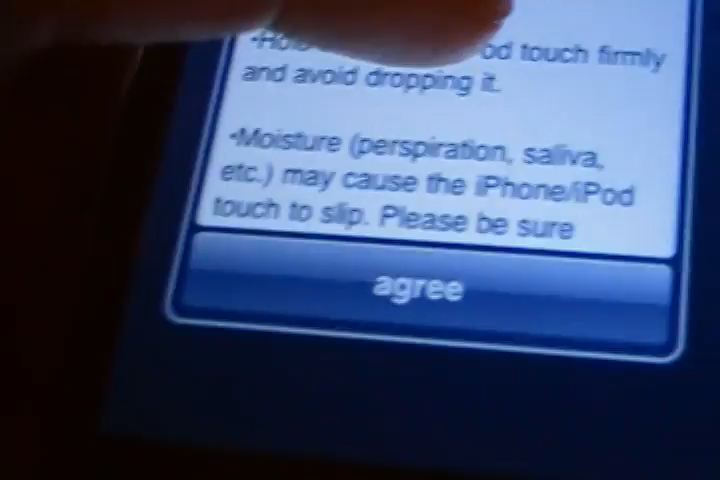 od touch firmly
and avoid dropping it.
•Moisture (perspiration, saliva,
etc.) may cause the iPhone/iPod
touch to slip. Please be sure
agree